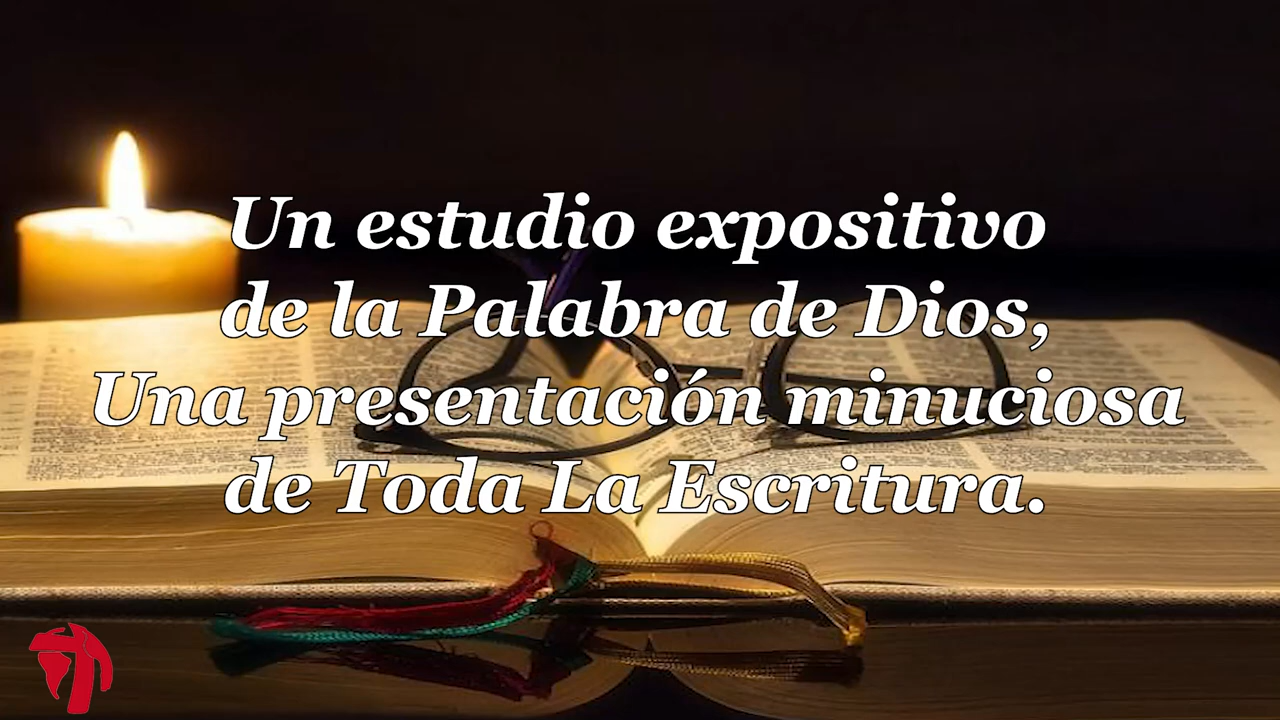 Un estudio expositivo
de la Palabra de Dios,
Una presentación minuciosa
de Toda La Escritura.